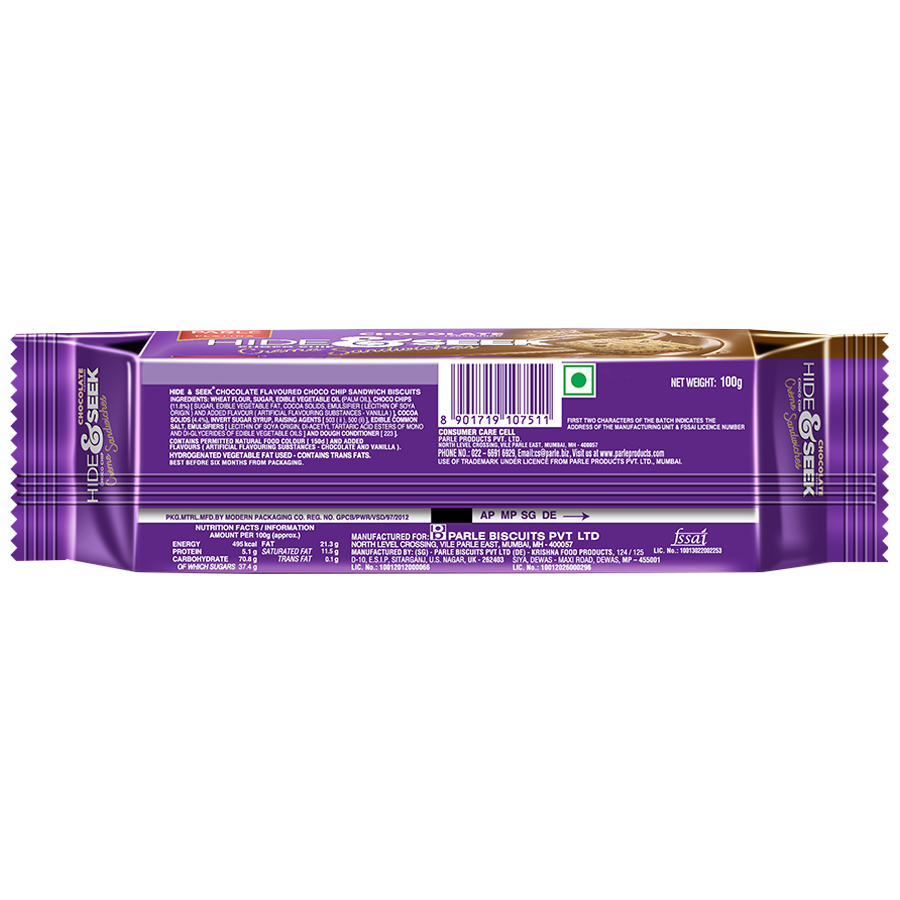 PARLE
CHOCOLATE
HIDE & SEEK
CHOCO CHIP
Crème Sandwiches
CHOCOLATE
HIDE & SEEK
Crème Sandwiches
HIDE & SEEK® CHOCOLATE FLAVOURED CHOCO CHIP SANDWICH BISCUITS
INGREDIENTS: WHEAT FLOUR, SUGAR, EDIBLE VEGETABLE OIL (PALM OIL), CHOCO CHIPS
(11.8%) [ SUGAR, EDIBLE VEGETABLE FAT, COCOA SOLIDS, EMULSIFIER ( LECITHIN OF SOYA
ORIGIN ) AND ADDED FLAVOUR ( ARTIFICIAL FLAVOURING SUBSTANCES - VANILLA ) ], COCOA
SOLIDS (4.4%), INVERT SUGAR SYRUP, RAISING AGENTS [ 503 ( ii ), 500 (ii) ], EDIBLE COMMON
SALT, EMULSIFIERS [ LECITHIN OF SOYA ORIGIN, DI-ACETYL TARTARIC ACID ESTERS OF MONO
AND DI-GLYCERIDES OF EDIBLE VEGETABLE OILS ] AND DOUGH CONDITIONER [ 223 ].
CONTAINS PERMITTED NATURAL FOOD COLOUR ( 150d ) AND ADDED
FLAVOURS ( ARTIFICIAL FLAVOURING SUBSTANCES - CHOCOLATE AND VANILLA ).
HYDROGENATED VEGETABLE FAT USED - CONTAINS TRANS FATS.
BEST BEFORE SIX MONTHS FROM PACKAGING.
8 901719 107511
CONSUMER CARE CELL
PARLE PRODUCTS PVT. LTD.
NORTH LEVEL CROSSING, VILE PARLE EAST, MUMBAI, MH - 400057
PHONE NO.: 022 – 6691 6929, Email:cs@parle.biz, Visit us at www.parleproducts.com
USE OF TRADEMARK UNDER LICENCE FROM PARLE PRODUCTS PVT. LTD., MUMBAI.
NET WEIGHT: 100g
FIRST TWO CHARACTERS OF THE BATCH INDICATES THE
ADDRESS OF THE MANUFACTURING UNIT & FSSAI LICENCE NUMBER
CHOCOLATE
HIDE & SEEK
Crème Sandwiches
PKG.MTRL.MFD.BY MODERN PACKAGING CO. REG. NO. GPCB/PWR/VSD/97/2012
AP MP SG DE
NUTRITION FACTS / INFORMATION
AMOUNT PER 100g (approx.)
ENERGY 495 kcal FAT 21.3 g
PROTEIN 5.1 g SATURATED FAT 11.5 g
CARBOHYDRATE 70.8 g TRANS FAT 0.1 g
OF WHICH SUGARS 37.4 g
MANUFACTURED FOR: PARLE BISCUITS PVT LTD
NORTH LEVEL CROSSING, VILE PARLE EAST, MUMBAI, MH - 400057
MANUFACTURED BY: (SG) - PARLE BISCUITS PVT LTD (DE) - KRISHNA FOOD PRODUCTS, 124 / 125
D-10, E.S.I.P, SITARGANJ, U.S. NAGAR, UK - 262403 SIYA, DEWAS - MAXI ROAD, DEWAS, MP – 455001
LIC. No.: 10012012000066 LIC. No.: 10012026000296
fssai
LIC. No.: 10013022002253